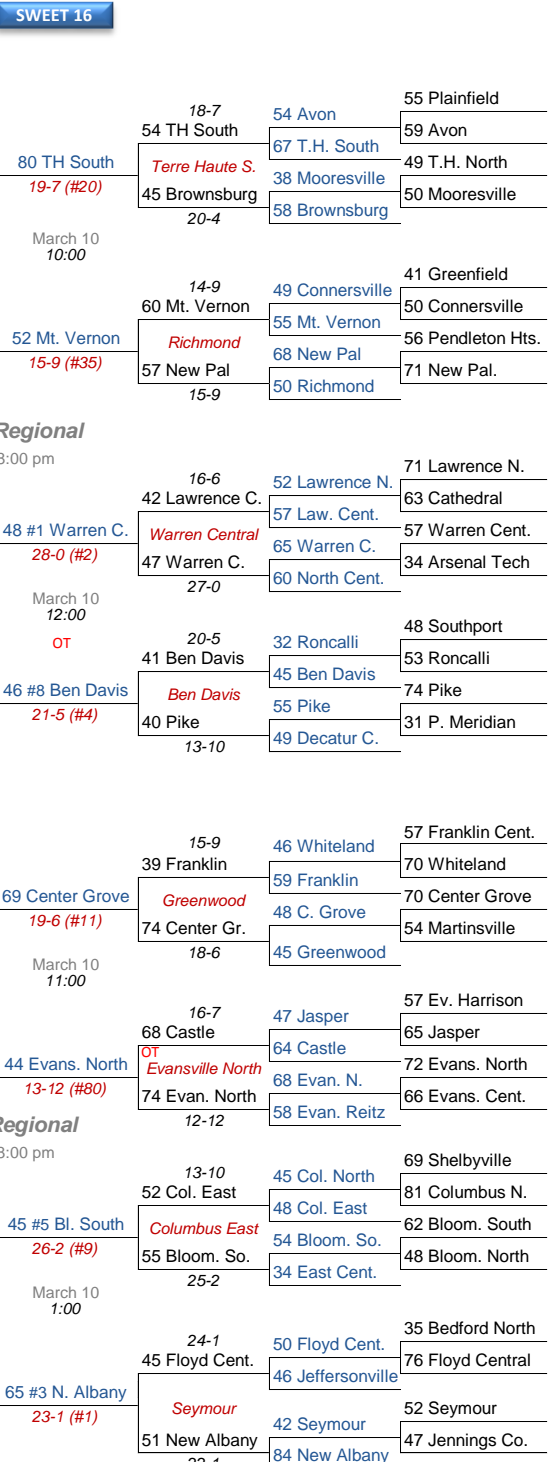 SWEET 16
55 Plainfield
18-7
54 Avon
54 TH South
59 Avon
67 T.H. South
80 TH South
Terre Haute S.
49 T.H. North
19-7 (#20)
38 Mooresville
45 Brownsburg
50 Mooresville
58 Brownsburg
20-4
March 10
10:00
41 Greenfield
14-9
49 Connersville
60 Mt. Vernon
50 Connersville
55 Mt. Vernon
52 Mt. Vernon
Richmond
56 Pendleton Hts.
15-9 (#35)
68 New Pal
57 New Pal
71 New Pal.
50 Richmond
15-9
Regional
8:00 pm
71 Lawrence N.
16-6
52 Lawrence N.
42 Lawrence C.
63 Cathedral
57 Law. Cent.
48 #1 Warren C.
Warren Central
57 Warren Cent.
28-0 (#2)
65 Warren C.
47 Warren C.
34 Arsenal Tech
60 North Cent.
27-0
March 10
12:00
OT
48 Southport
20-5
32 Roncalli
41 Ben Davis
53 Roncalli
45 Ben Davis
46 #8 Ben Davis
Ben Davis
74 Pike
21-5 (#4)
55 Pike
40 Pike
31 P. Meridian
49 Decatur C.
13-10
57 Franklin Cent.
15-9
46 Whiteland
39 Franklin
70 Whiteland
59 Franklin
69 Center Grove
Greenwood
70 Center Grove
19-6 (#11)
48 C. Grove
74 Center Gr.
54 Martinsville
45 Greenwood
18-6
March 10
11:00
57 Ev. Harrison
16-7
47 Jasper
68 Castle
65 Jasper
OT
64 Castle
44 Evans. North
Evansville North
72 Evans. North
13-12 (#80)
68 Evan. N.
74 Evan. North
66 Evans. Cent.
58 Evan. Reitz
12-12
Regional
8:00 pm
69 Shelbyville
13-10
45 Col. North
52 Col. East
81 Columbus N.
48 Col. East
45 #5 Bl. South
Columbus East
62 Bloom. South
26-2 (#9)
54 Bloom. So.
55 Bloom. So.
48 Bloom. North
34 East Cent.
25-2
March 10
1:00
35 Bedford North
24-1
50 Floyd Cent.
45 Floyd Cent.
76 Floyd Central
46 Jeffersonville
65 #3 N. Albany
Seymour
52 Seymour
23-1 (#1)
42 Seymour
51 New Albany
47 Jennings Co.
84 New Albany